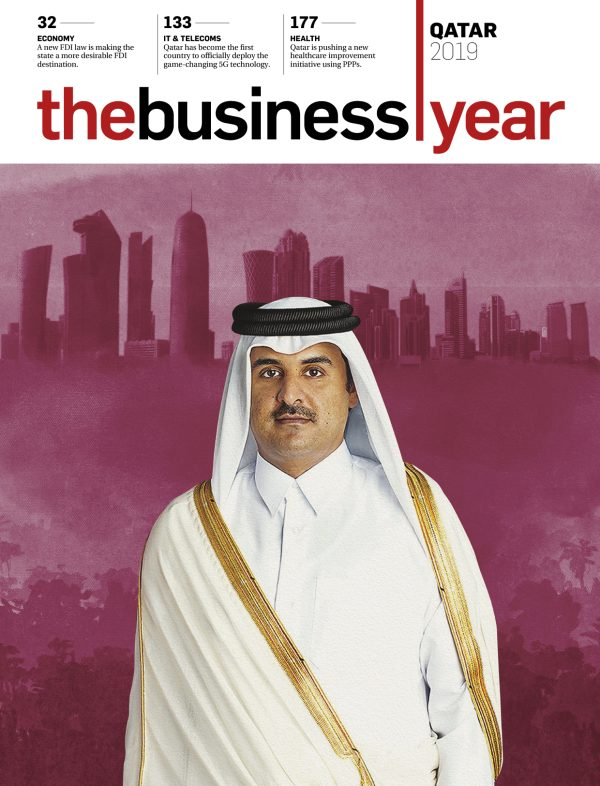 32
ECONOMY
A new FDI law is making the
state a more desirable FDI
destination.
133
IT & TELECOMS
Qatar has become the first
country to officially deploy the
game-changing 5G technology.
177
HEALTH
Qatar is pushing a new
healthcare improvement
initiative using PPPs.
QATAR
2019
thebusinessyear